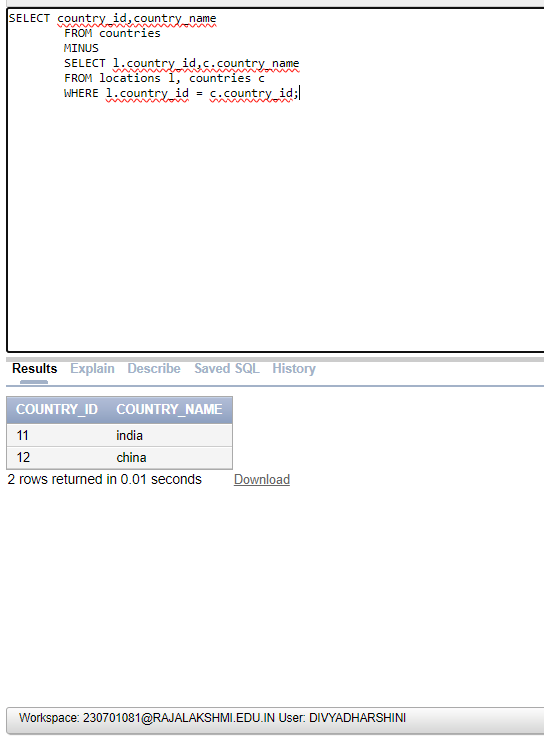 SELECT country_id,country_name
FROM countries
MINUS
SELECT l.country_id,c.country_name
FROM locations l, countries c
WHERE l.country_id = c.country_id;
Results Explain Describe Saved SQL History
COUNTRY_ID COUNTRY_NAME
11 india
12 china
2 rows returned in 0.01 seconds Download
Workspace: 230701081@RAJALAKSHMI.EDU.IN User: DIVYADHARSHINI